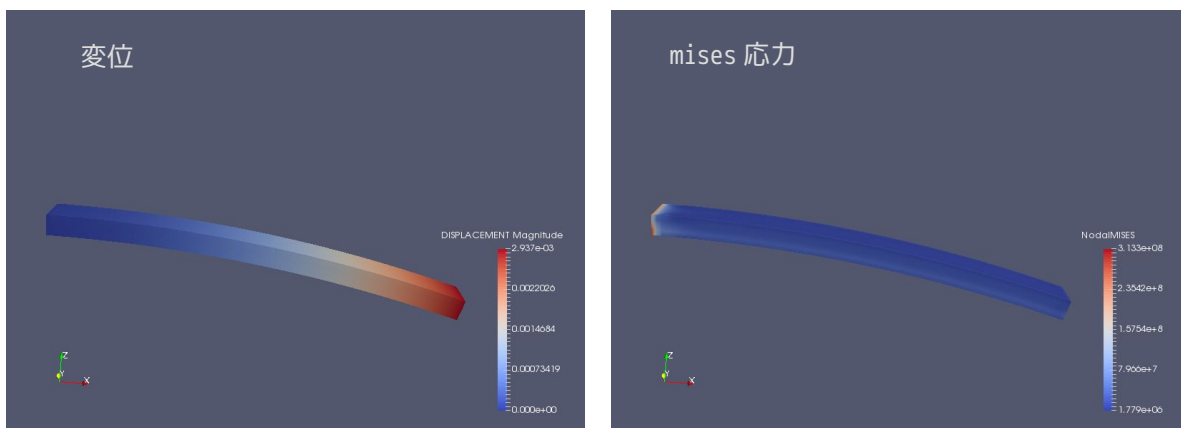 変位
DISPLACEMENT Magnitude
2.937e-03
0.0022026
0.0014684
0.00073419
0.000e+00
Z
Y
X
mises 応力
NodalMISES
3.133e+08
2.3542e+8
1.5754e+8
7.966e+7
1.779e+06
Z
Y
X